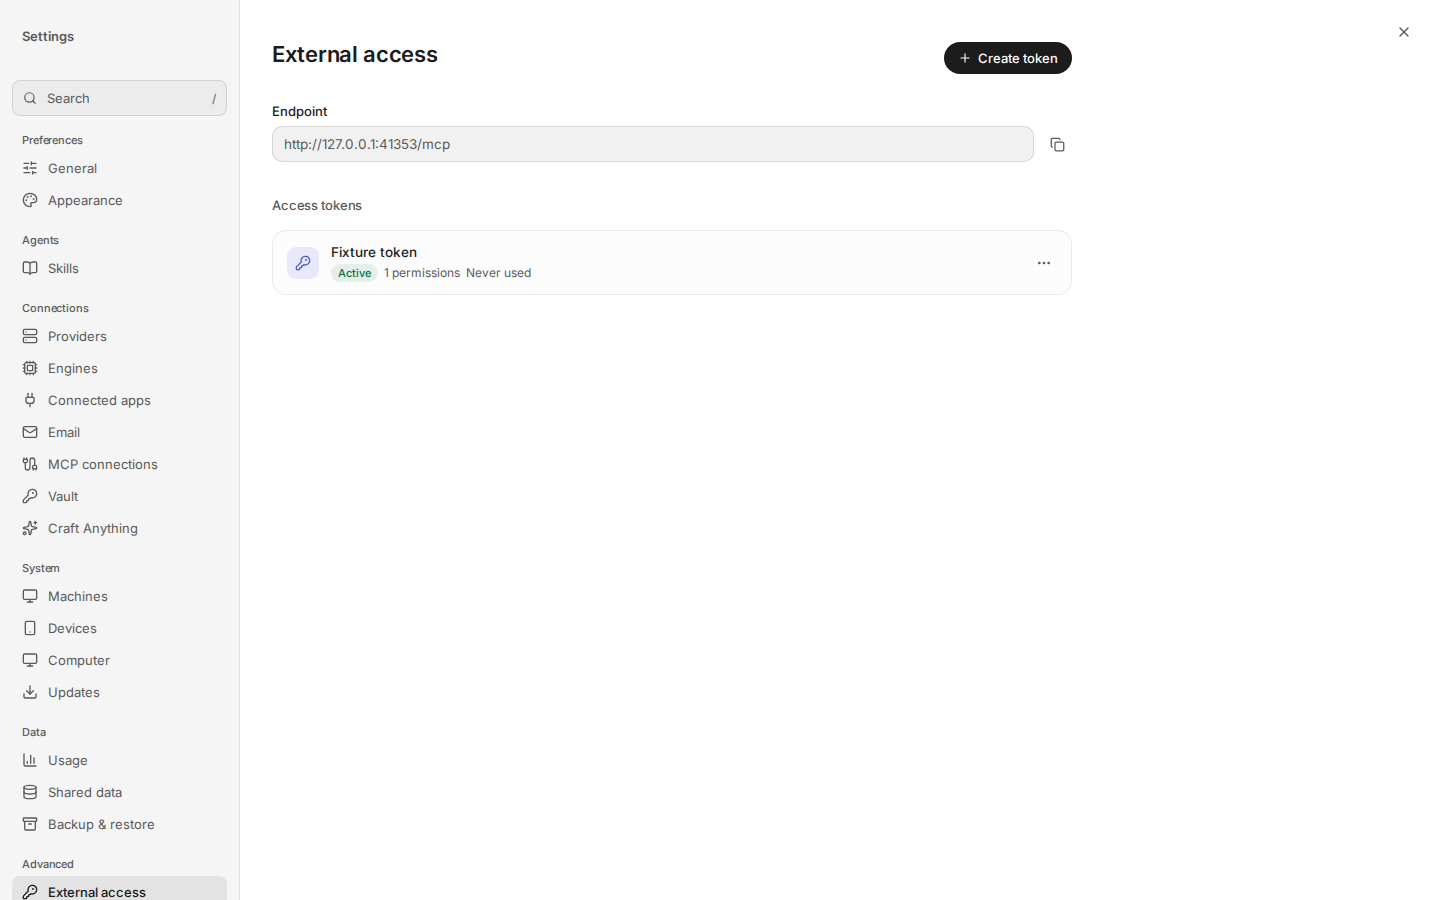 Settings
Search /
Preferences
General
Appearance
Agents
Skills
Connections
Providers
Engines
Connected apps
Email
MCP connections
Vault
Craft Anything
System
Machines
Devices
Computer
Updates
Data
Usage
Shared data
Backup & restore
Advanced
External access
External access
Create token
Endpoint
http://127.0.0.1:41353/mcp
Access tokens
Fixture token
Active 1 permissions Never used